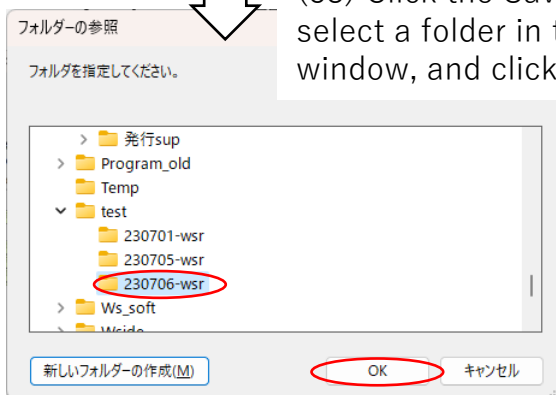 select a folder in t
window, and click
フォルダーの参照
フォルダを指定してください。
発行sup
Program_old
Temp
test
230701-wsr
230705-wsr
230706-wsr
Ws_soft
新しいフォルダーの作成(M)
OK
キャンセル